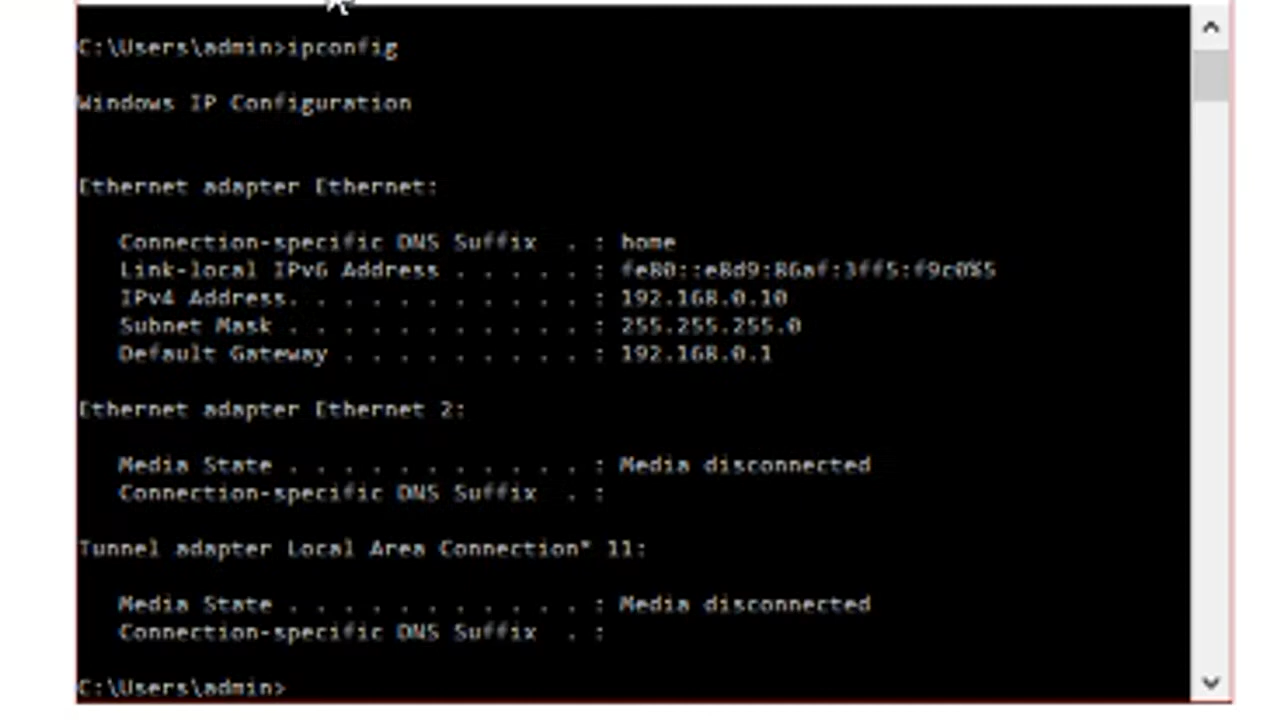 C:\Users\admin>ipconfig
Windows IP Configuration
Ethernet adapter Ethernet:
Connection-specific DNS Suffix . : home
Link-local IPv6 Address . . . . . : fe80::e8d9:86af:3ff5:f9c0%5
IPv4 Address. . . . . . . . . . . : 192.168.0.10
Subnet Mask . . . . . . . . . . . : 255.255.255.0
Default Gateway . . . . . . . . . : 192.168.0.1
Ethernet adapter Ethernet 2:
Media State . . . . . . . . . . . : Media disconnected
Connection-specific DNS Suffix . :
Tunnel adapter Local Area Connection* 11:
Media State . . . . . . . . . . . : Media disconnected
Connection-specific DNS Suffix . :
C:\Users\admin>